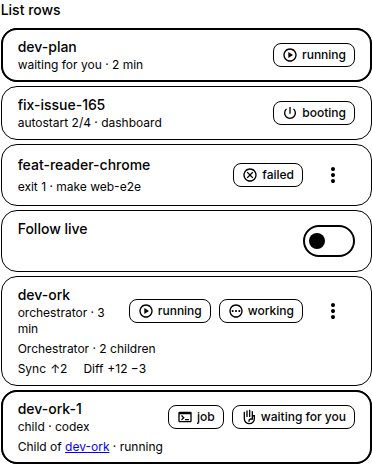 List rows
dev-plan
waiting for you · 2 min
running
fix-issue-165
autostart 2/4 · dashboard
booting
feat-reader-chrome
exit 1 · make web-e2e
failed
Follow live
dev-ork
orchestrator · 3
min
running
working
Orchestrator · 2 children
Sync ↑2 Diff +12 −3
dev-ork-1
child · codex
job
waiting for you
Child of dev-ork · running